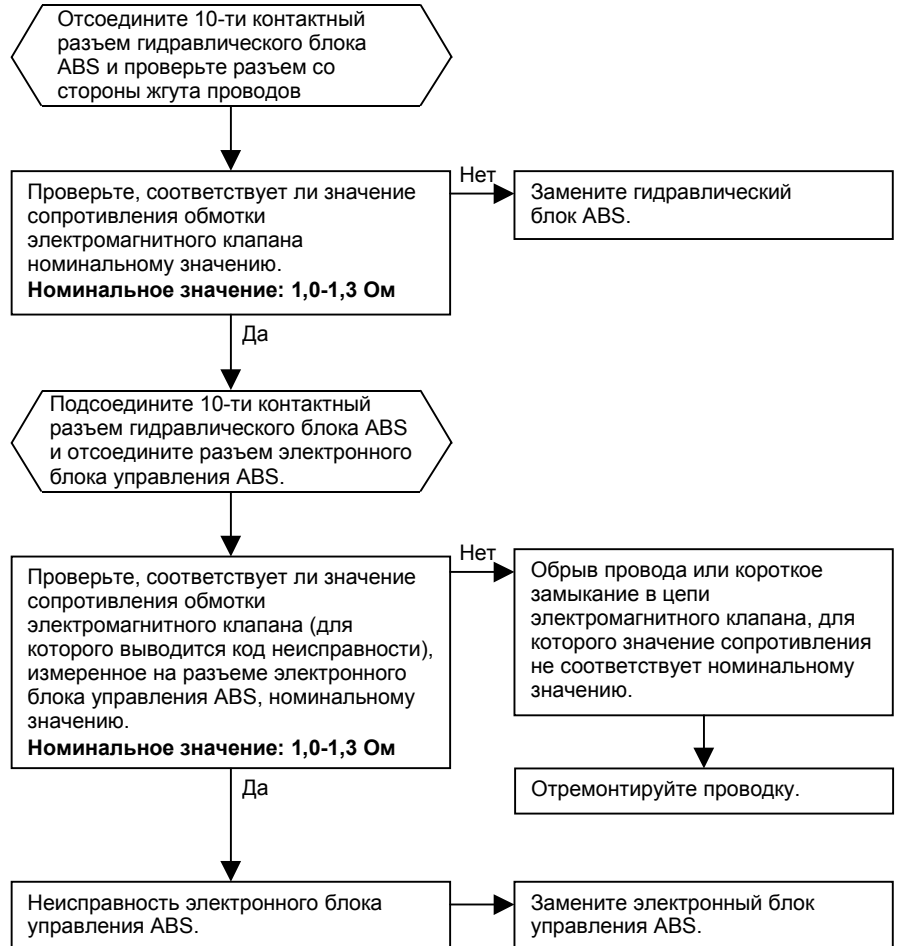 Отсоедините 10-ти контактный
разъем гидравлического блока
ABS и проверьте разъем со
стороны жгута проводов
Проверьте, соответствует ли значение
сопротивления обмотки
электромагнитного клапана
номинальному значению.
Номинальное значение: 1,0-1,3 Ом
Нет
Замените гидравлический
блок ABS.
Да
Подсоедините 10-ти контактный
разъем гидравлического блока ABS
и отсоедините разъем электронного
блока управления ABS.
Проверьте, соответствует ли значение
сопротивления обмотки
электромагнитного клапана (для
которого выводится код неисправности),
измеренное на разъеме электронного
блока управления ABS, номинальному
значению.
Номинальное значение: 1,0-1,3 Ом
Нет
Обрыв провода или короткое
замыкание в цепи
электромагнитного клапана, для
которого значение сопротивления
не соответствует номинальному
значению.
Отремонтируйте проводку.
Да
Неисправность электронного блока
управления ABS.
Замените электронный блок
управления ABS.